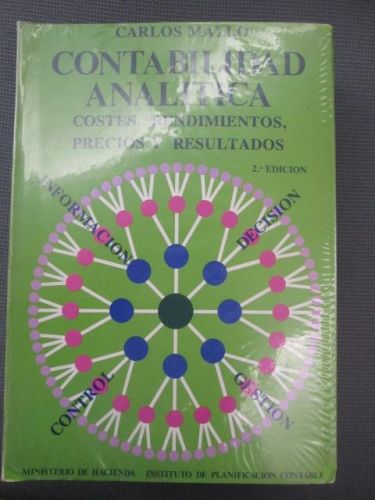 CARLOS MALLO
CONTABILIDAD
ANALITICA
COSTES, RENDIMIENTOS,
PRECIOS Y RESULTADOS
2.ª EDICION
INFORMACION
DECISION
CONTROL
GESTION
MINISTERIO DE HACIENDA INSTITUTO DE PLANIFICACION CONTABLE